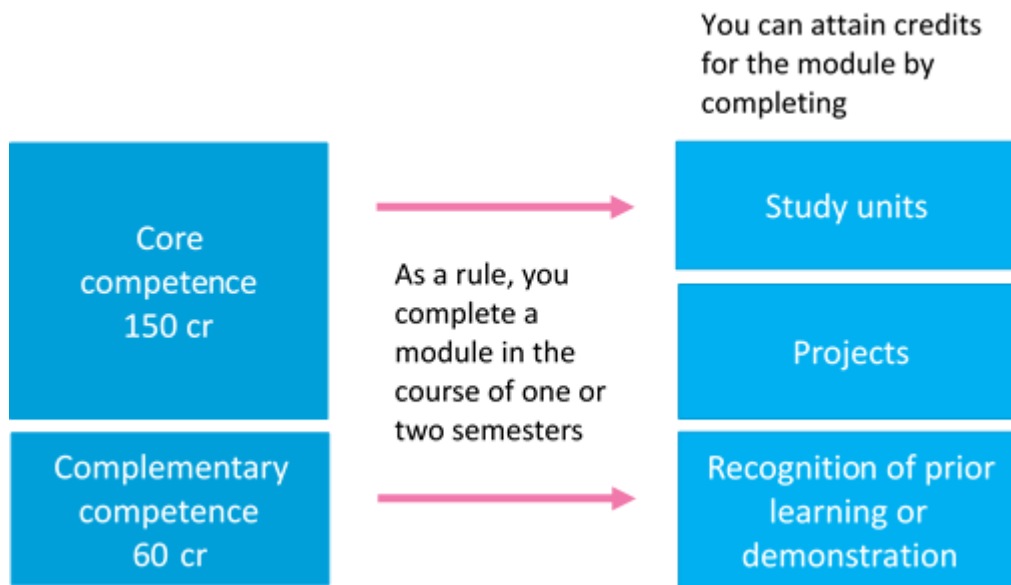 You can attain credits
for the module by
completing
Core
competence
150 cr
As a rule, you
complete a
module in the
course of one or
two semesters
Study units
Projects
Complementary
competence
60 cr
Recognition of prior
learning or
demonstration